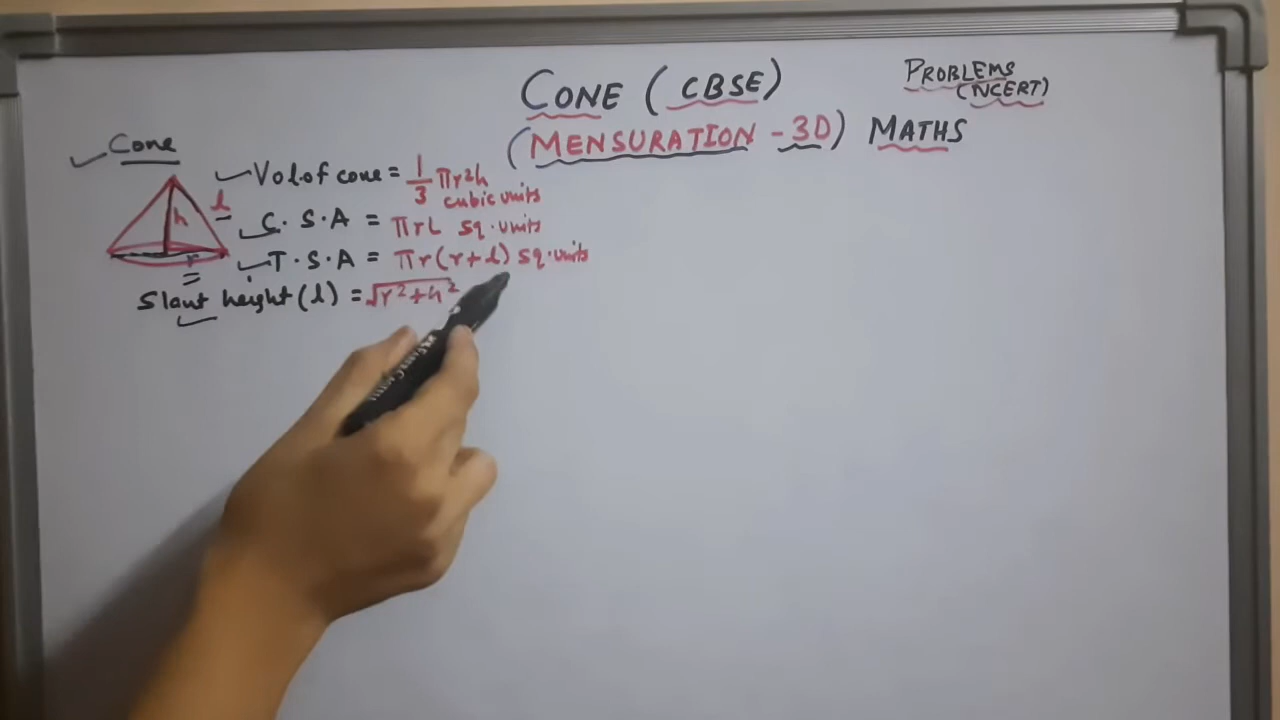 CONE (CBSE)
(MENSURATION - 3D) MATHS
PROBLEMS
(NCERT)
Cone
Vol.of cone = 1/3 πr²h
cubic units
C.S.A = πrl sq.units
T.S.A = πr(r+l) sq.units
Slant height (l) = √r²+h²
l
h
r